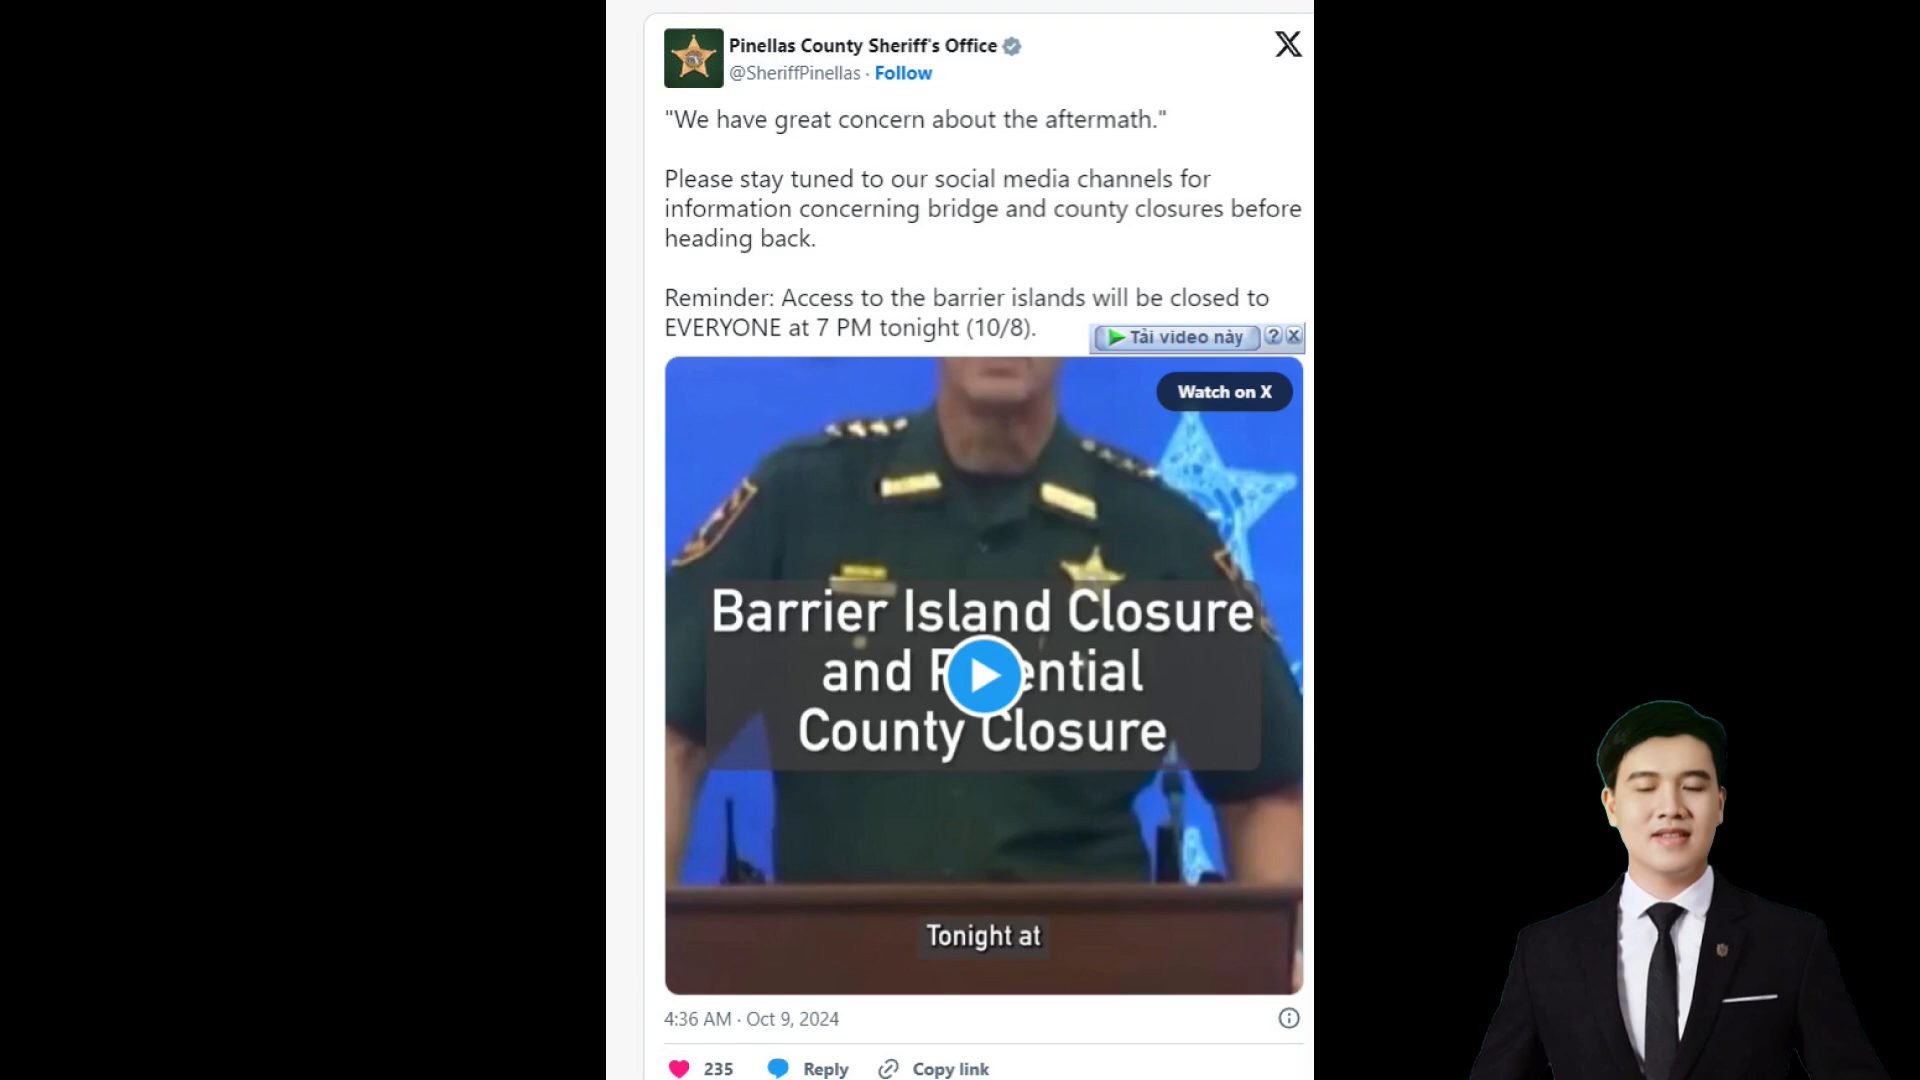 Pinellas County Sheriff's Office
@SheriffPinellas · Follow
"We have great concern about the aftermath."
Please stay tuned to our social media channels for
information concerning bridge and county closures before
heading back.
Reminder: Access to the barrier islands will be closed to
EVERYONE at 7 PM tonight (10/8).
Tải video này
Watch on X
Barrier Island Closure
and
County Closure
Tonight at
4:36 AM · Oct 9, 2024
235
Reply
Copy link